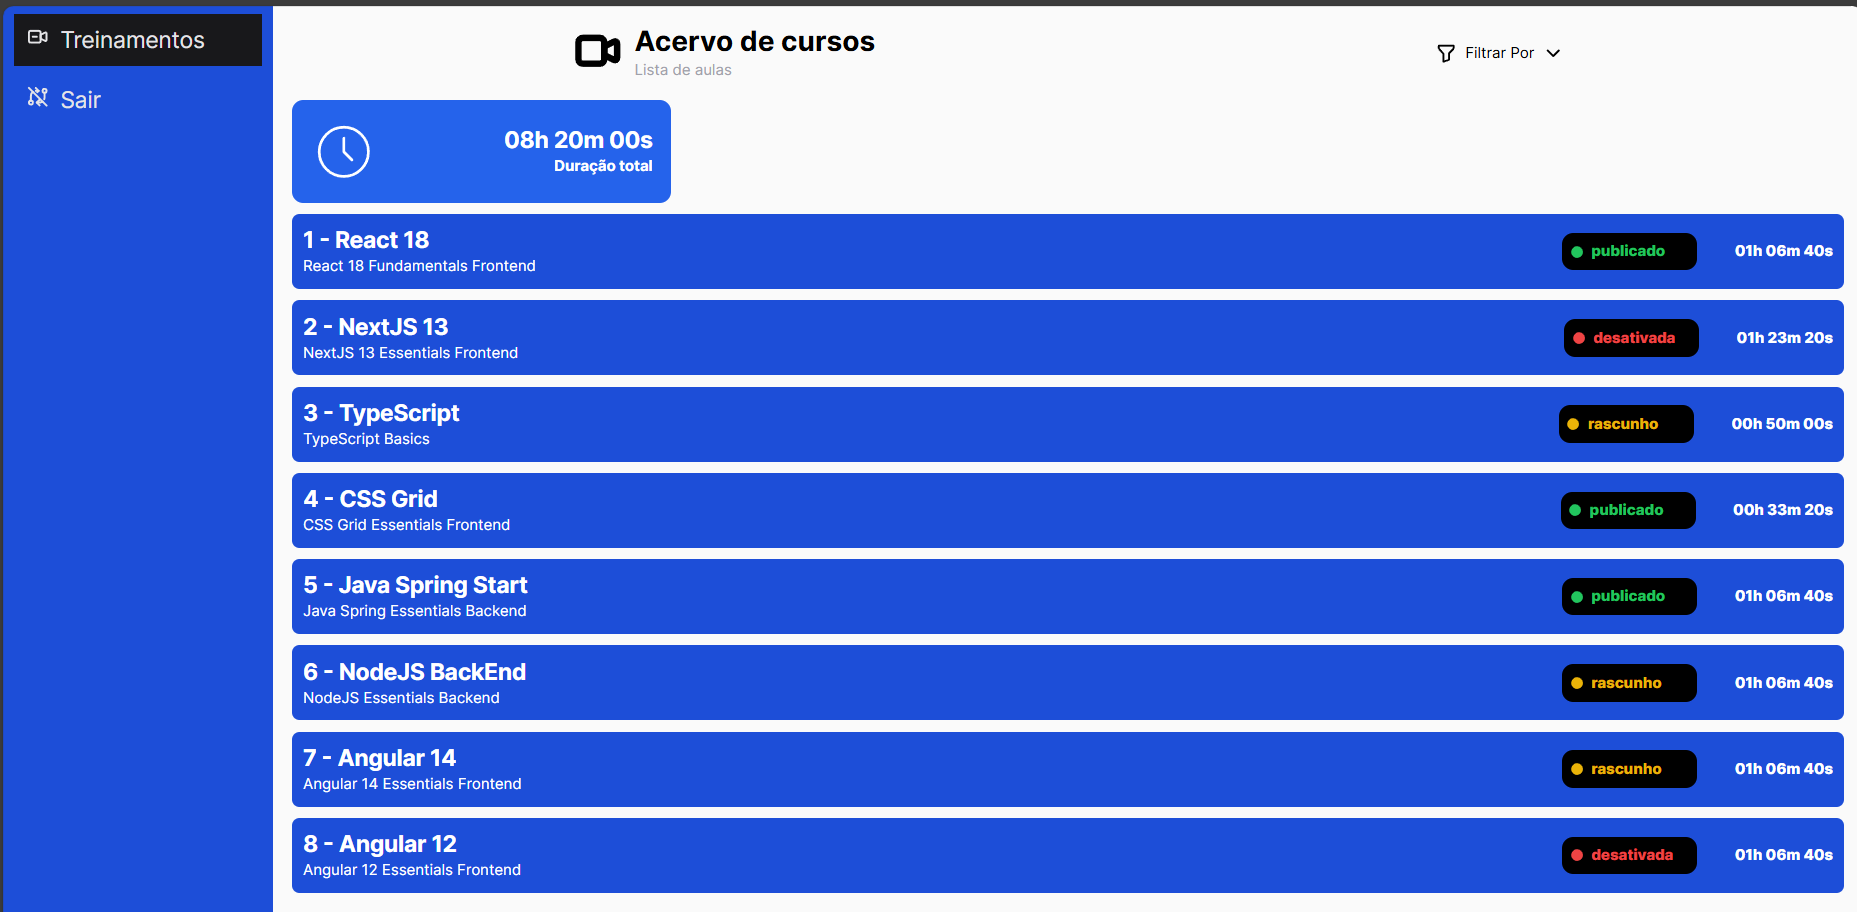 Treinamentos
Sair
Acervo de cursos
Lista de aulas
Filtrar Por
08h 20m 00s
Duração total
1 - React 18
React 18 Fundamentals Frontend
publicado
01h 06m 40s
2 - NextJS 13
NextJS 13 Essentials Frontend
desativada
01h 23m 20s
3 - TypeScript
TypeScript Basics
rascunho
00h 50m 00s
4 - CSS Grid
CSS Grid Essentials Frontend
publicado
00h 33m 20s
5 - Java Spring Start
Java Spring Essentials Backend
publicado
01h 06m 40s
6 - NodeJS BackEnd
NodeJS Essentials Backend
rascunho
01h 06m 40s
7 - Angular 14
Angular 14 Essentials Frontend
rascunho
01h 06m 40s
8 - Angular 12
Angular 12 Essentials Frontend
desativada
01h 06m 40s